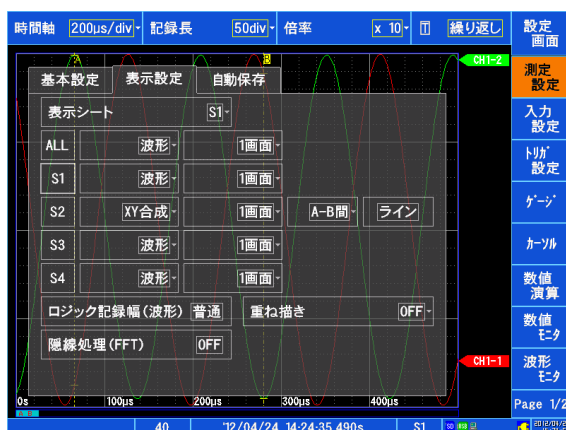 時間軸 200μs/div 記録長 50div 倍率 x 10 T 繰り返し
設定画面
A B CH1-2
基本設定 表示設定 自動保存
測定設定
表示シート S1
入力設定
ALL 波形 1画面
トリガ設定
S1 波形 1画面
S2 XY合成 1画面 A-B間 ライン
ゲージ
S3 波形 1画面
カーソル
S4 波形 1画面
数値演算
ロジック記録幅(波形) 普通 重ね描き OFF
数値モニタ
隠線処理(FFT) OFF
CH1-1
波形モニタ
0s 100μs 200μs 300μs 400μs
Page 1/2
40 '12/04/24 14:24:35.490s S1 SD USB